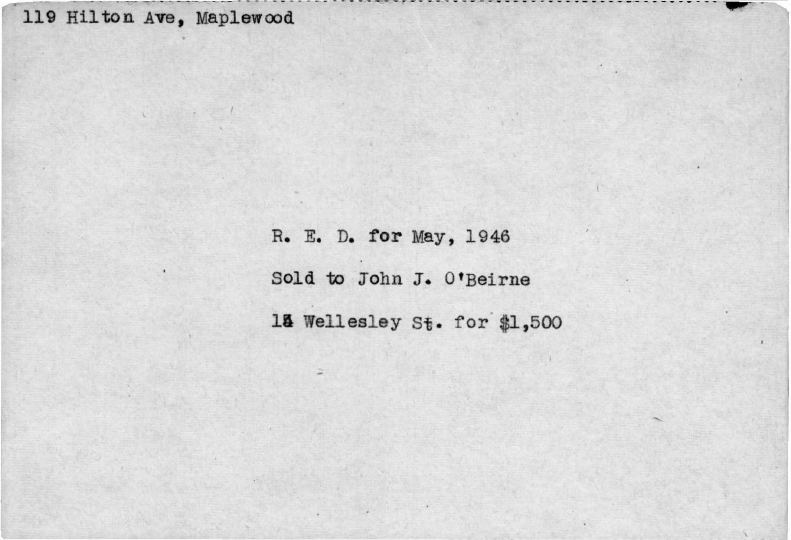 119 Hilton Ave, Maplewood
R. E. D. for May, 1946
Sold to John J. O'Beirne
Wellesley St. for $1,500